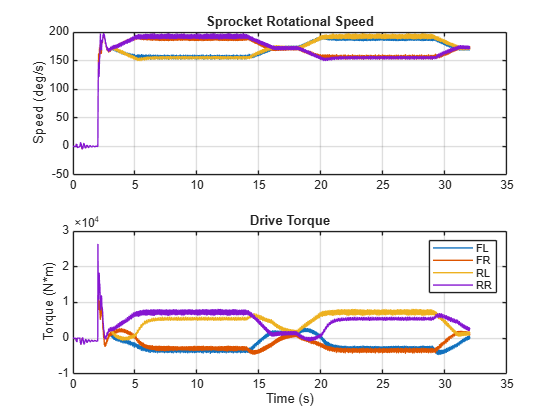 Sprocket Rotational Speed
200
150
100
50
0
-50
Speed (deg/s)
0 5 10 15 20 25 30 35
Drive Torque
×10⁴
3
2
1
0
-1
Torque (N*m)
FL
FR
RL
RR
0 5 10 15 20 25 30 35
Time (s)